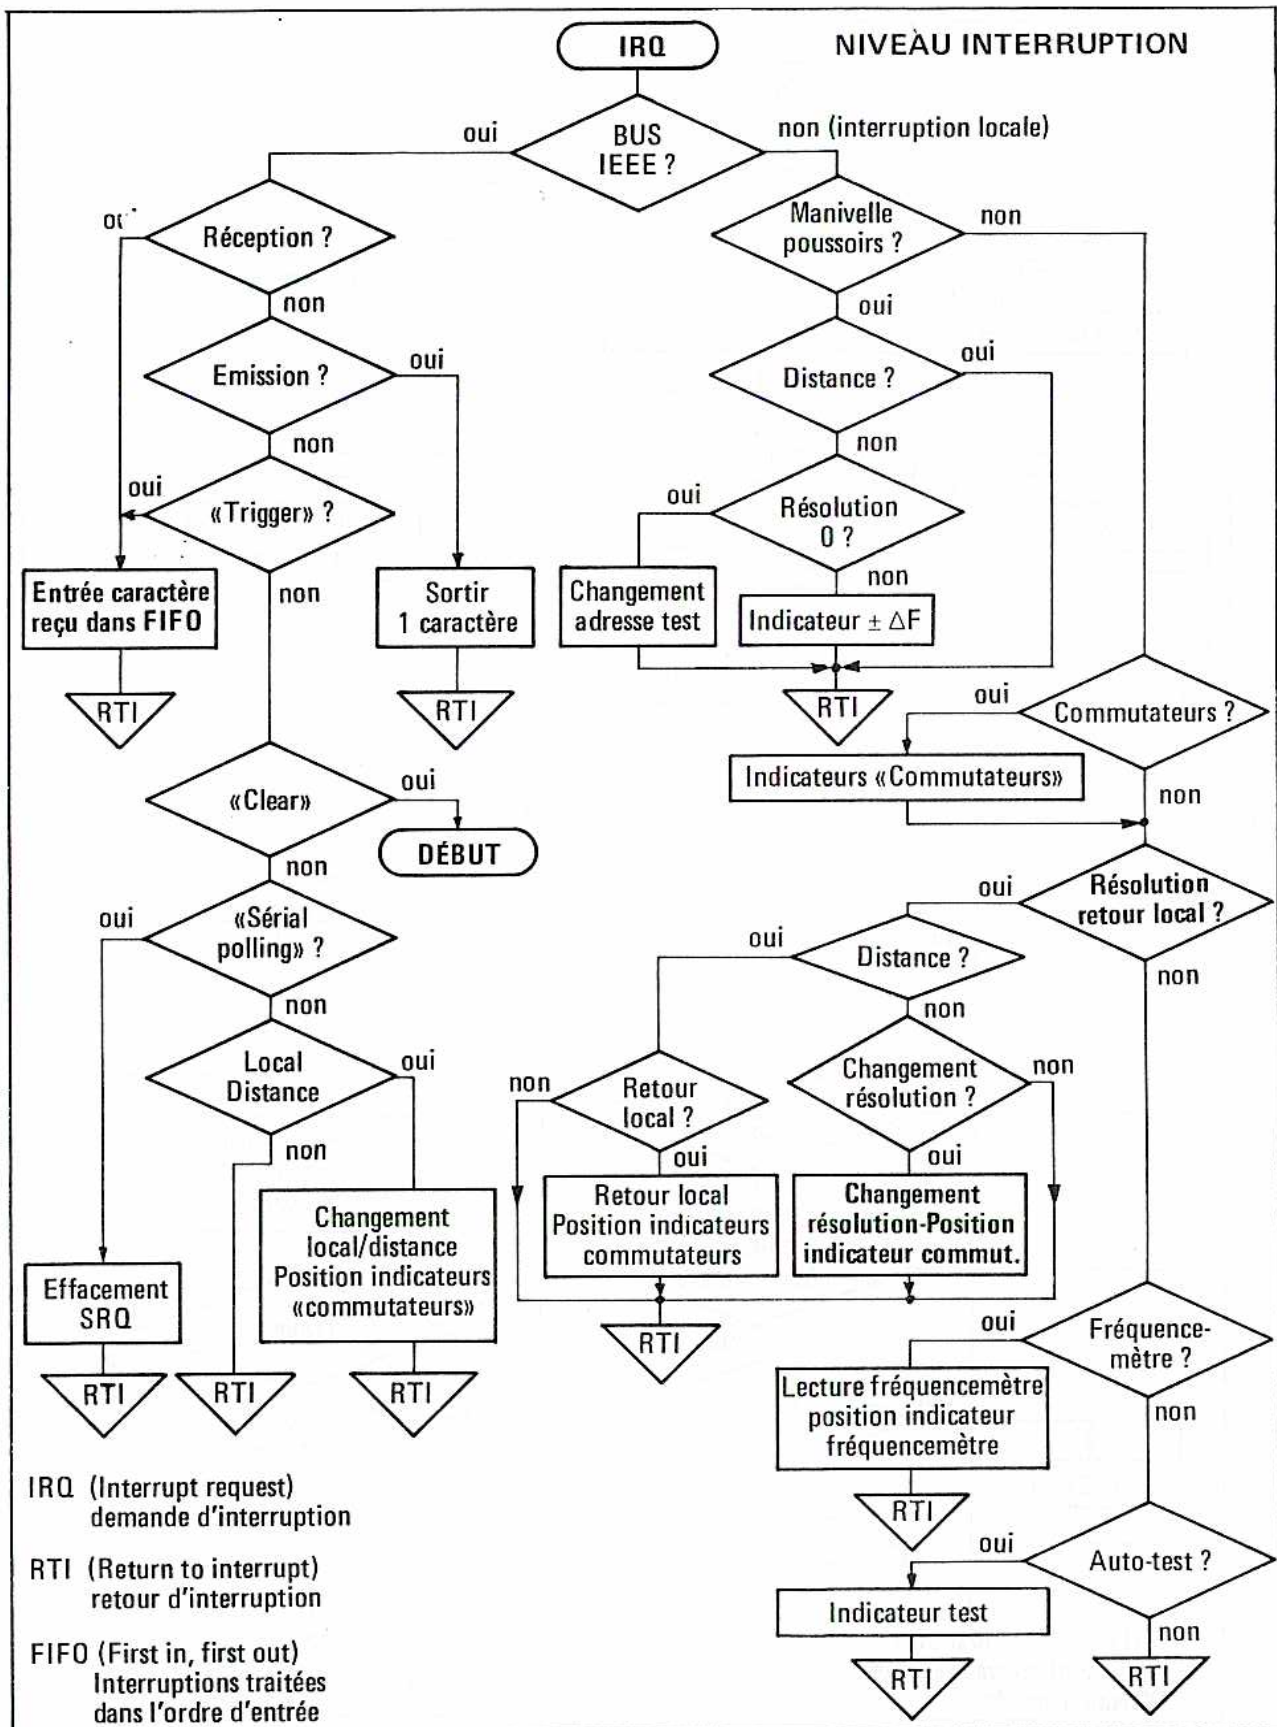 IRQ
NIVEAU INTERRUPTION
BUS
IEEE ?
oui
non (interruption locale)
Réception ?
non
Manivelle
poussoirs ?
non
oui
Emission ?
oui
non
Distance ?
oui
non
«Trigger» ?
oui
non
Résolution
0 ?
oui
non
Entrée caractère
reçu dans FIFO
RTI
Sortir
1 caractère
RTI
Changement
adresse test
Indicateur ± ΔF
RTI
Commutateurs ?
oui
non
Indicateurs «Commutateurs»
«Clear»
oui
DÉBUT
non
«Sérial
polling» ?
oui
non
Résolution
retour local ?
oui
non
Distance ?
oui
non
Local
Distance
oui
non
Retour
local ?
non
oui
Changement
résolution ?
non
oui
Changement
local/distance
Position indicateurs
«commutateurs»
RTI
Retour local
Position indicateurs
commutateurs
Changement
résolution-Position
indicateur commut.
RTI
Effacement
SRQ
RTI
RTI
Fréquence-
mètre ?
oui
non
Lecture fréquencemètre
position indicateur
fréquencemètre
RTI
Auto-test ?
oui
non
Indicateur test
RTI
RTI
IRQ (Interrupt request)
demande d'interruption
RTI (Return to interrupt)
retour d'interruption
FIFO (First in, first out)
Interruptions traitées
dans l'ordre d'entrée